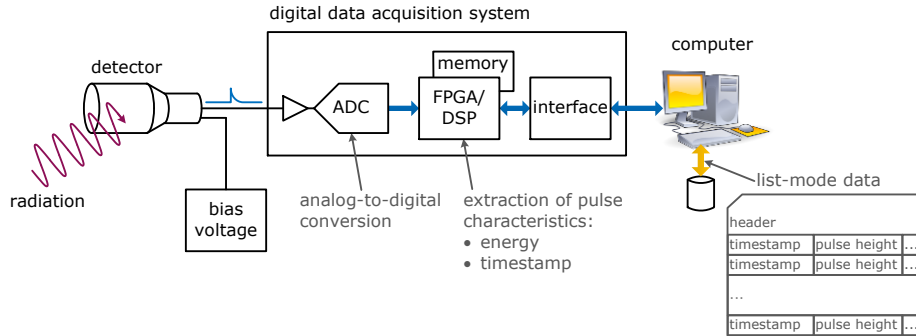 digital data acquisition system
computer
detector
memory
ADC
FPGA/
DSP
interface
radiation
bias
voltage
analog-to-digital
conversion
extraction of pulse
characteristics:
• energy
• timestamp
list-mode data
header
timestamp pulse height ...
timestamp pulse height ...
...
timestamp pulse height ...